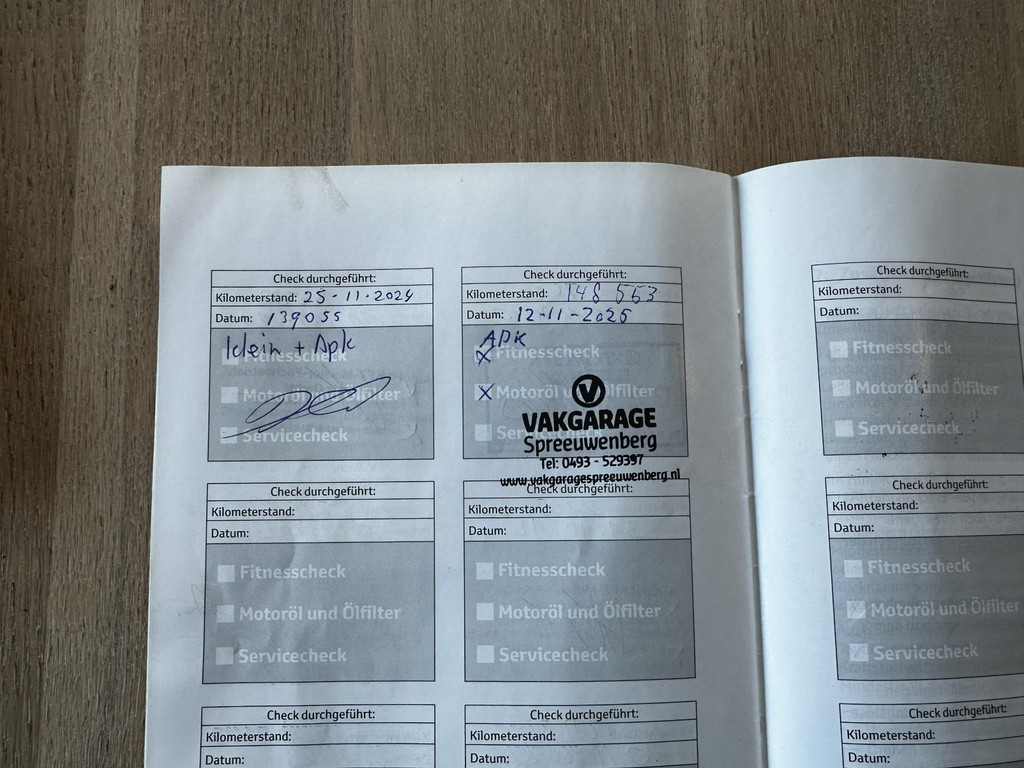 Check durchgeführt:
Kilometerstand: 25-11-2024
Datum: 139055
Klein + Apk
Fitnesscheck
Motoröl und Ölfilter
Servicecheck
Check durchgeführt:
Kilometerstand: 148 553
Datum: 12-11-2025
APK
X Fitnesscheck
X Motoröl und Ölfilter
Servicecheck
VAKGARAGE
Spreeuwenberg
Tel: 0493 - 529397
www.vakgaragespreeuwenberg.nl
Check durchgeführt:
Kilometerstand:
Datum:
Fitnesscheck
Motoröl und Ölfilter
Servicecheck
Check durchgeführt:
Kilometerstand:
Datum:
Fitnesscheck
Motoröl und Ölfilter
Servicecheck
Check durchgeführt:
Kilometerstand:
Datum:
Fitnesscheck
Motoröl und Ölfilter
Servicecheck
Check durchgeführt:
Kilometerstand:
Datum:
Check durchgeführt:
Kilometerstand:
Datum:
Check durchgeführt:
Kilometerstand:
Datum:
Fitnesscheck
Motoröl und Ölfilter
Servicecheck
Check durchgeführt:
Kilometerstand:
Datum: